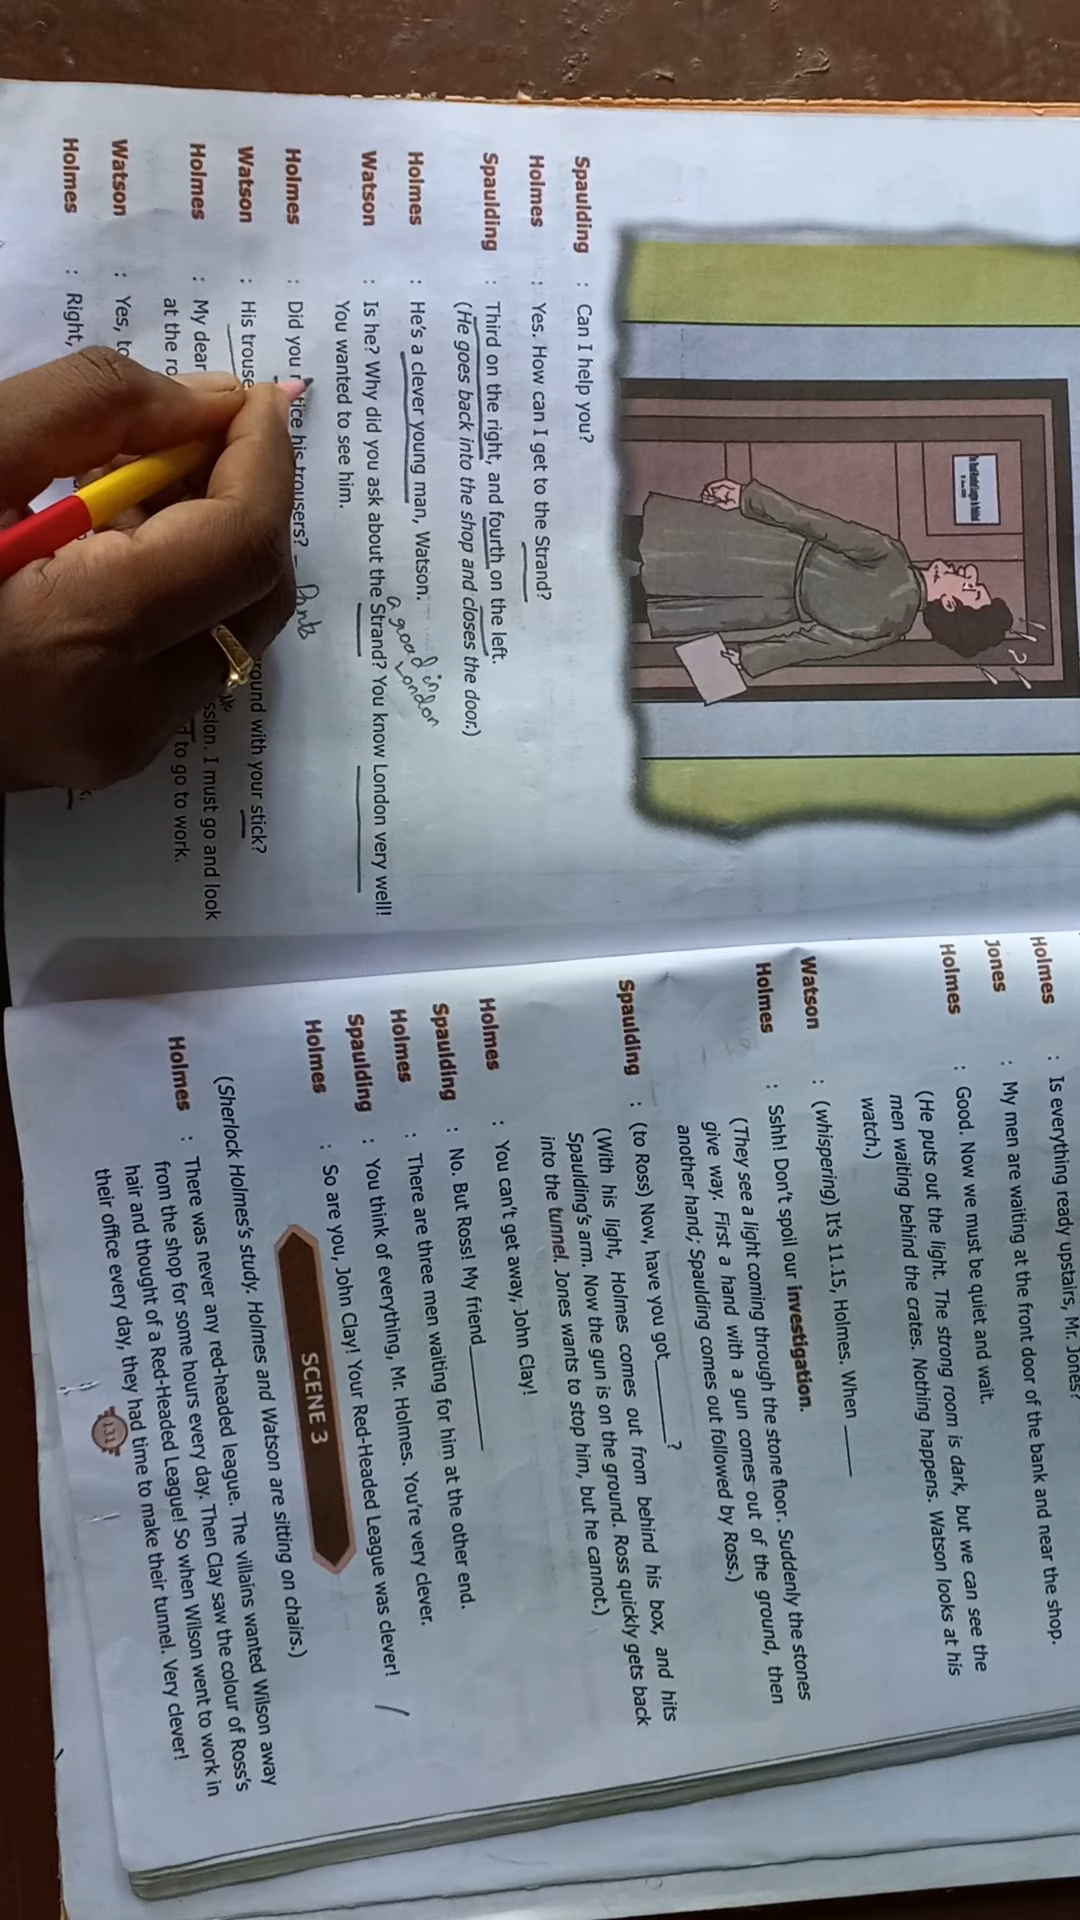 Spaulding : Can I help you?
Holmes : Yes. How can I get to the Strand?
Spaulding : Third on the right, and fourth on the left.
(He goes back into the shop and closes the door.)
Holmes : He's a clever young man, Watson.
a good in
London
Watson : Is he? Why did you ask about the Strand? You know London very well!
You wanted to see him.
Holmes : Did you his trousers? – Pants
Watson : His ound with your stick?
Holmes : My dear ssion. I must go and look
at the to go to work.
Watson : Yes,
Holmes : Right,
Holmes : Is everything ready upstairs, Mr. Jones?
Jones : My men are waiting at the front door of the bank and near the shop.
Holmes : Good. Now we must be quiet and wait.
(He puts out the light. The strong room is dark, but we can see the
men waiting behind the crates. Nothing happens. Watson looks at his
watch.)
Watson : (whispering) It's 11.15, Holmes. When ______
Holmes : Sshh! Don't spoil our investigation.
(They see a light coming through the stone floor. Suddenly the stones
give way. First a hand with a gun comes out of the ground, then
another hand; Spaulding comes out followed by Ross.)
Spaulding : (to Ross) Now, have you got________?
(With his light, Holmes comes out from behind his box, and hits
Spaulding's arm. Now the gun is on the ground. Ross quickly gets back
into the tunnel. Jones wants to stop him, but he cannot.)
Holmes : You can't get away, John Clay!
Spaulding : No. But Ross! My friend__________
Holmes : There are three men waiting for him at the other end.
Spaulding : You think of everything, Mr. Holmes. You're very clever.
Holmes : So are you, John Clay! Your Red-Headed League was clever!
SCENE 3
(Sherlock Holmes's study. Holmes and Watson are sitting on chairs.)
Holmes : There was never any red-headed league. The villains wanted Wilson away
from the shop for some hours every day. Then Clay saw the colour of Ross's
hair and thought of a Red-Headed League! So when Wilson went to work in
their office every day, they had time to make their tunnel. Very clever!
131